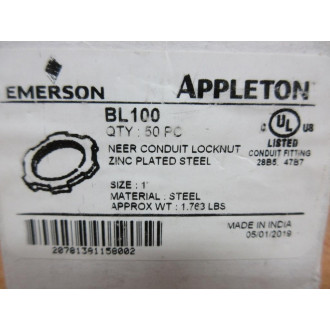 EMERSON
APPLETON
BL100
QTY : 50 PC
NEER CONDUIT LOCKNUT
ZINC PLATED STEEL
C UL US
LISTED
CONDUIT FITTING
28B5, 47B7
SIZE : 1"
MATERIAL : STEEL
APPROX WT : 1.763 LBS
MADE IN INDIA
05/01/2019
20781381158002